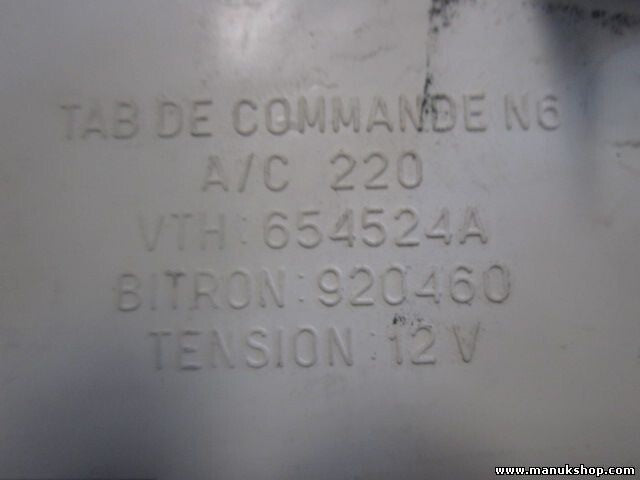 TAB DE COMMANDE N6
A/C 220
VTH: 654524A
BITRON: 920460
TENSION: 12 V
www.manukshop.com